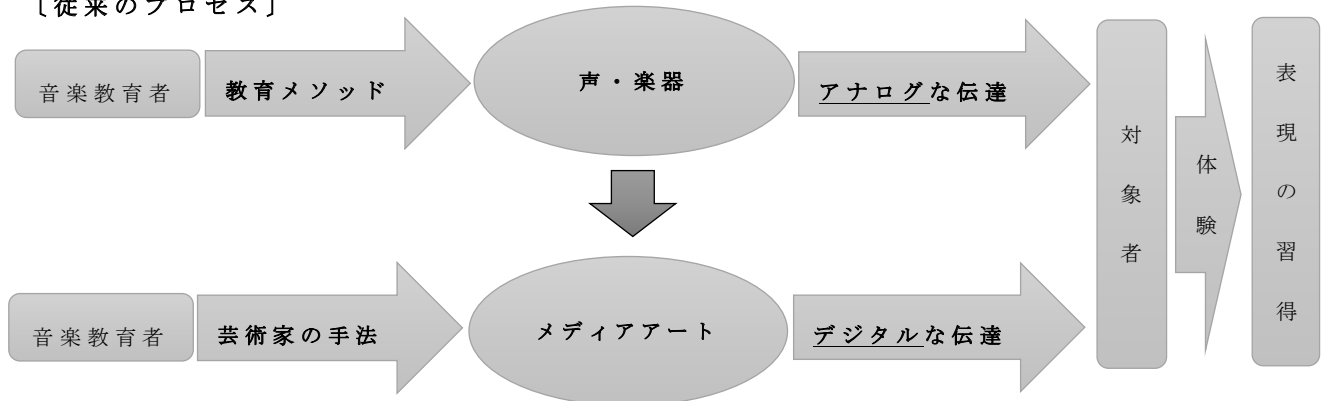 〔従来のプロセス〕
音楽教育者
教育メソッド
声・楽器
アナログな伝達
音楽教育者
芸術家の手法
メディアアート
デジタルな伝達
対象者
体験
表現の習得